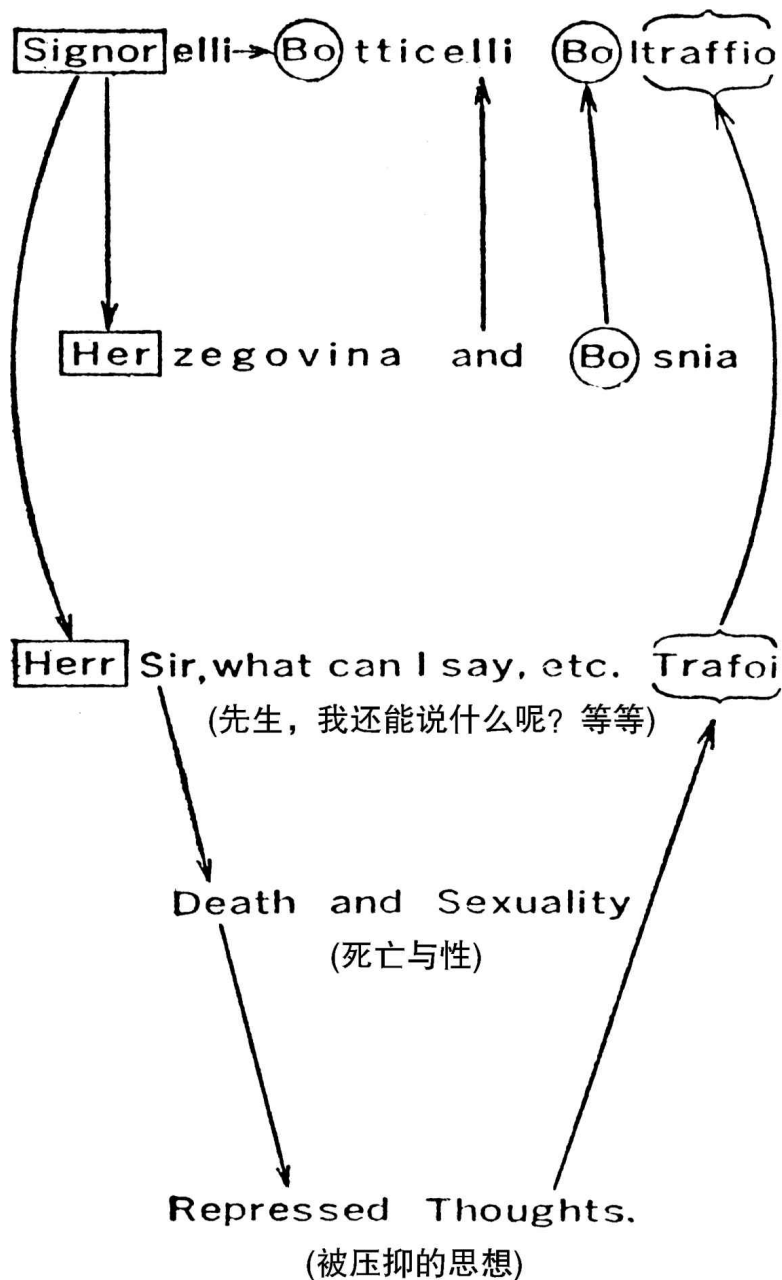 Signorelli Botticelli Boltraffio
Herzegovina and Bosnia
Herr Sir, what can I say, etc. Trafoi
(先生，我还能说什么呢？等等)
Death and Sexuality
(死亡与性)
Repressed Thoughts.
(被压抑的思想)